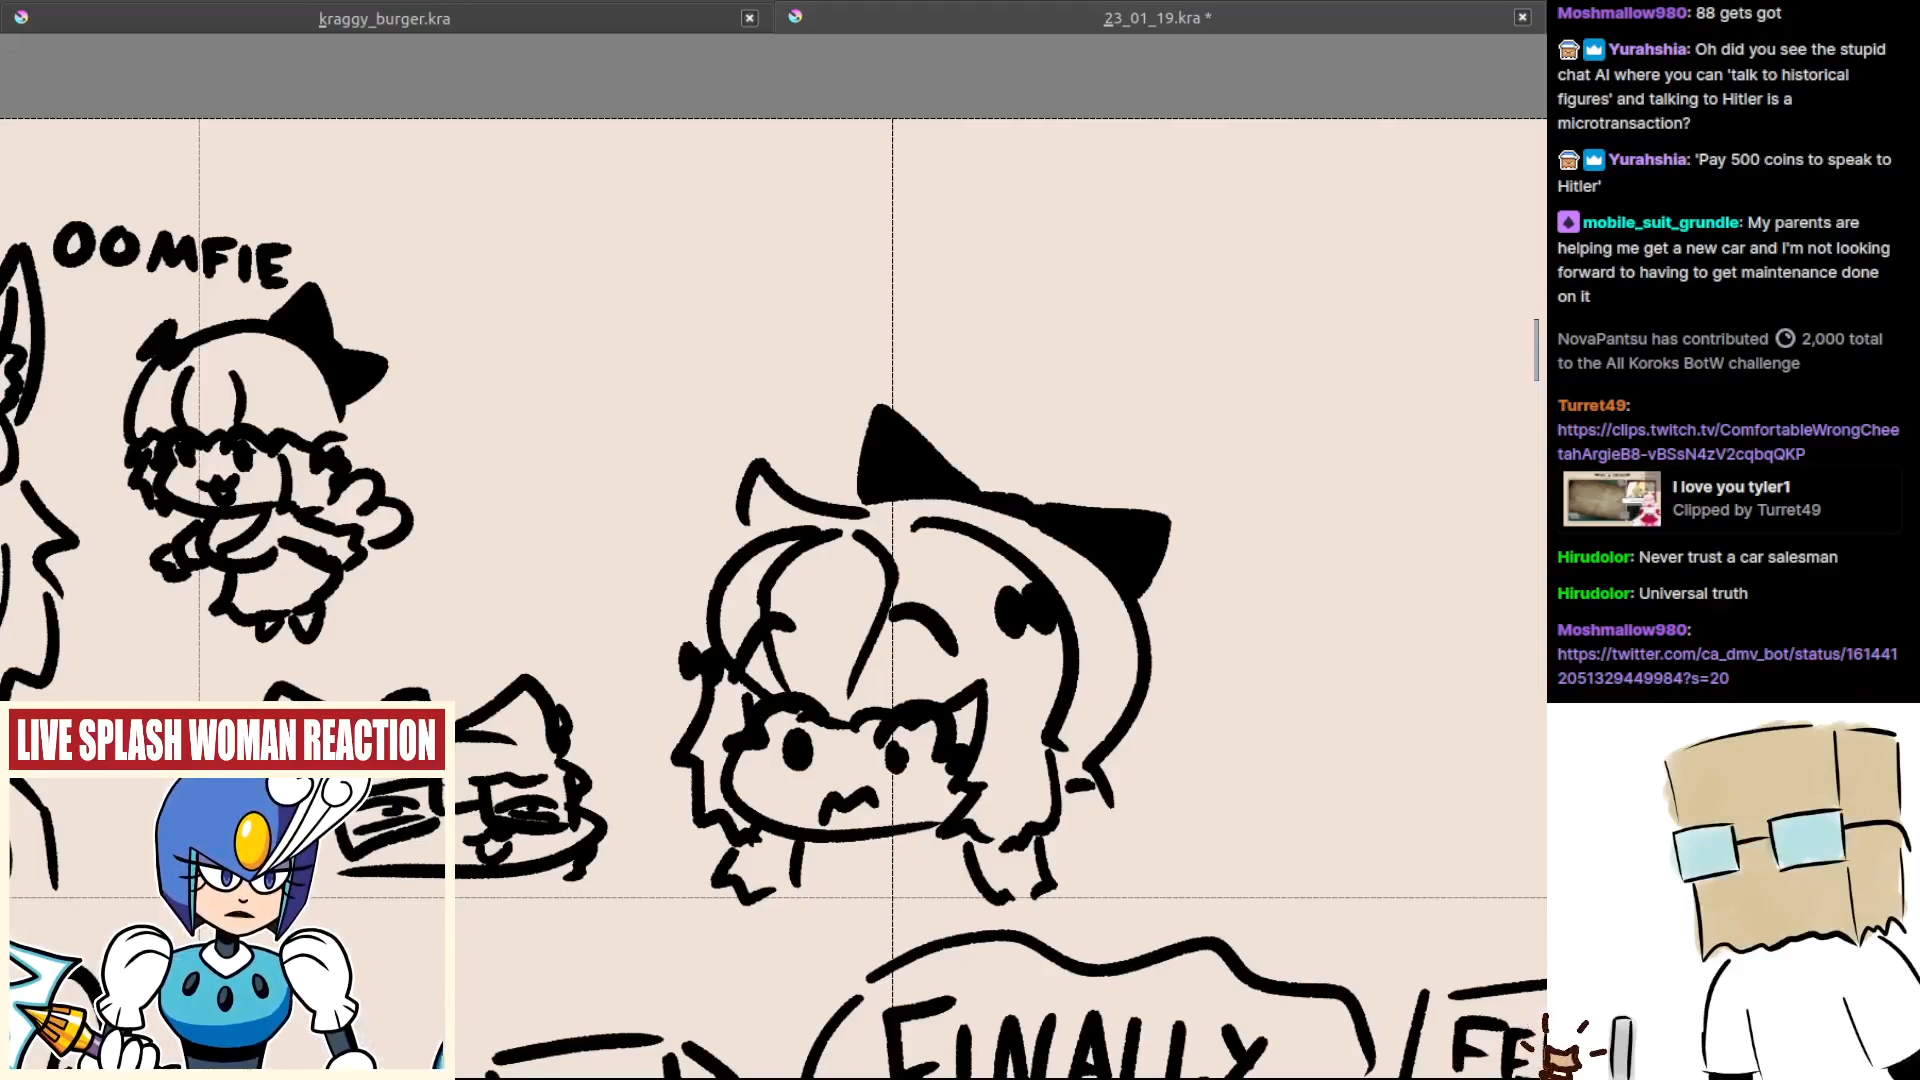 kraggy_burger.kra
23_01_19.kra *
OOMFIE
LIVE SPLASH WOMAN REACTION
FINALLY
FE
Moshmallow980: 88 gets got
Yurahshia: Oh did you see the stupid
chat AI where you can 'talk to historical
figures' and talking to Hitler is a
microtransaction?
Yurahshia: 'Pay 500 coins to speak to
Hitler'
mobile_suit_grundle: My parents are
helping me get a new car and I'm not looking
forward to having to get maintenance done
on it
NovaPantsu has contributed 2,000 total
to the All Koroks BotW challenge
Turret49:
https://clips.twitch.tv/ComfortableWrongChee
tahArgieB8-vBSsN4zV2cqbqQKP
I love you tyler1
Clipped by Turret49
Hirudolor: Never trust a car salesman
Hirudolor: Universal truth
Moshmallow980:
https://twitter.com/ca_dmv_bot/status/161441
2051329449984?s=20